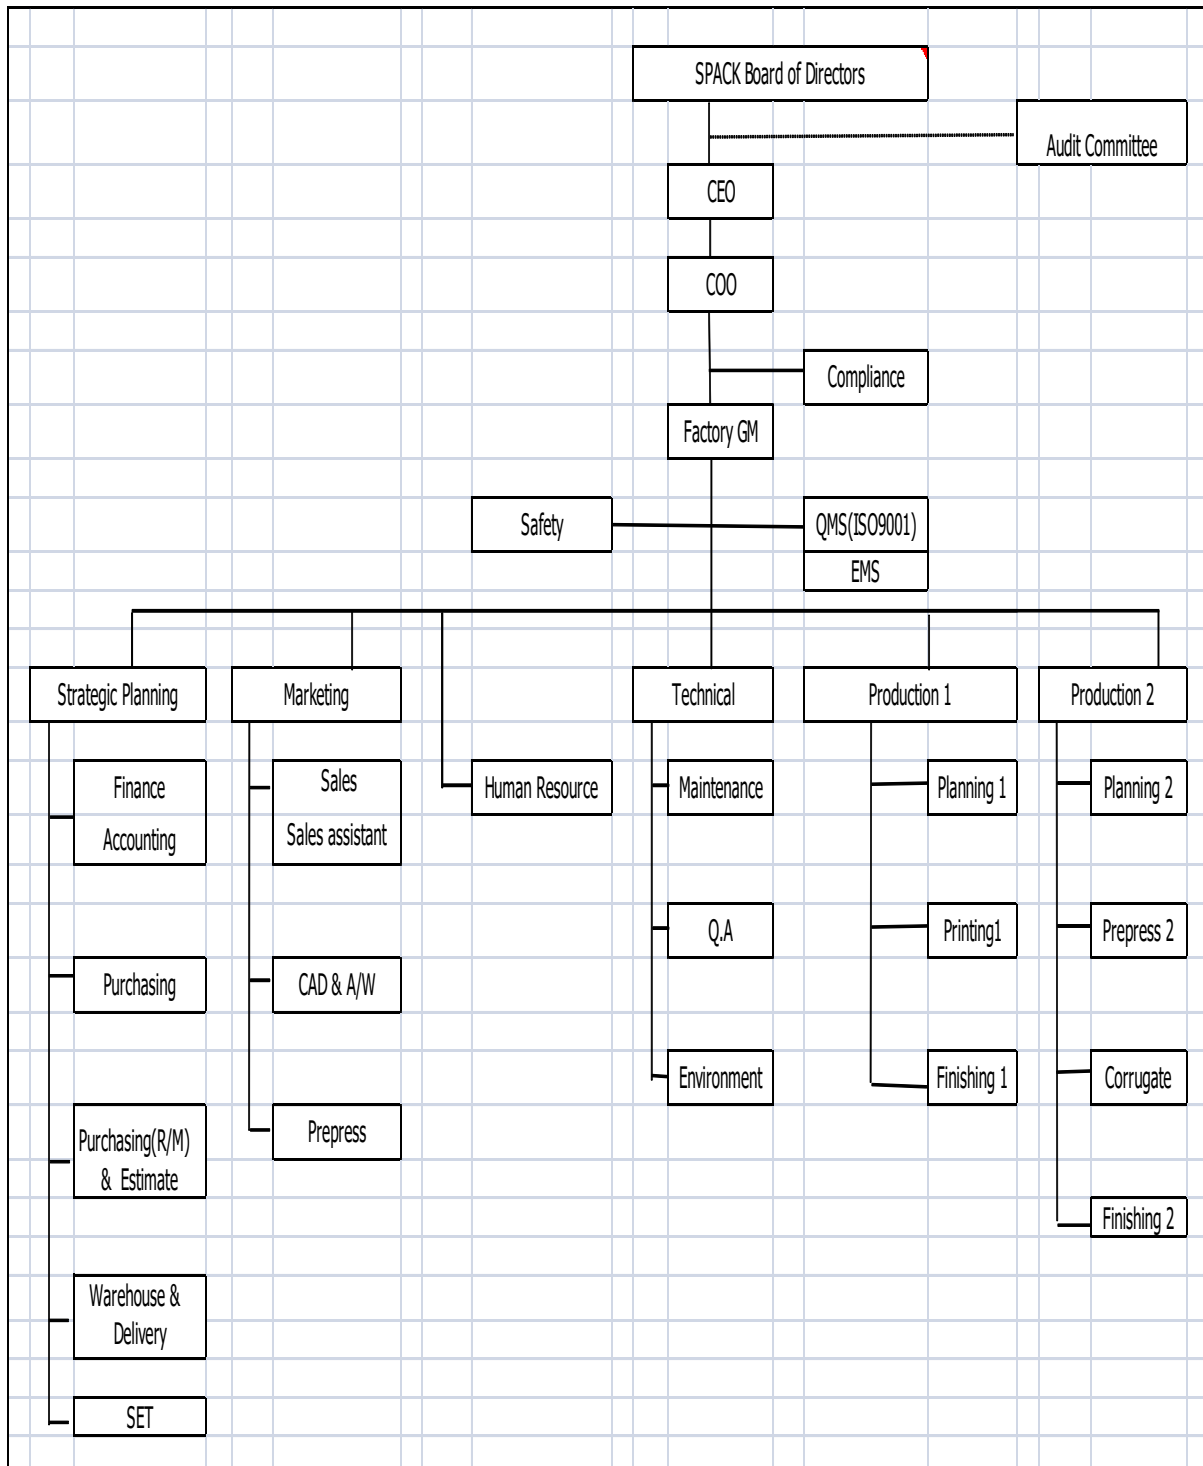 SPACK Board of Directors
Audit Committee
CEO
COO
Compliance
Factory GM
Safety
QMS(ISO9001)
EMS
Strategic Planning
Marketing
Technical
Production 1
Production 2
Finance
Accounting
Sales
Sales assistant
Human Resource
Maintenance
Planning 1
Planning 2
Q.A
Printing1
Prepress 2
Purchasing
CAD & A/W
Environment
Finishing 1
Corrugate
Purchasing(R/M)
& Estimate
Prepress
Finishing 2
Warehouse &
Delivery
SET